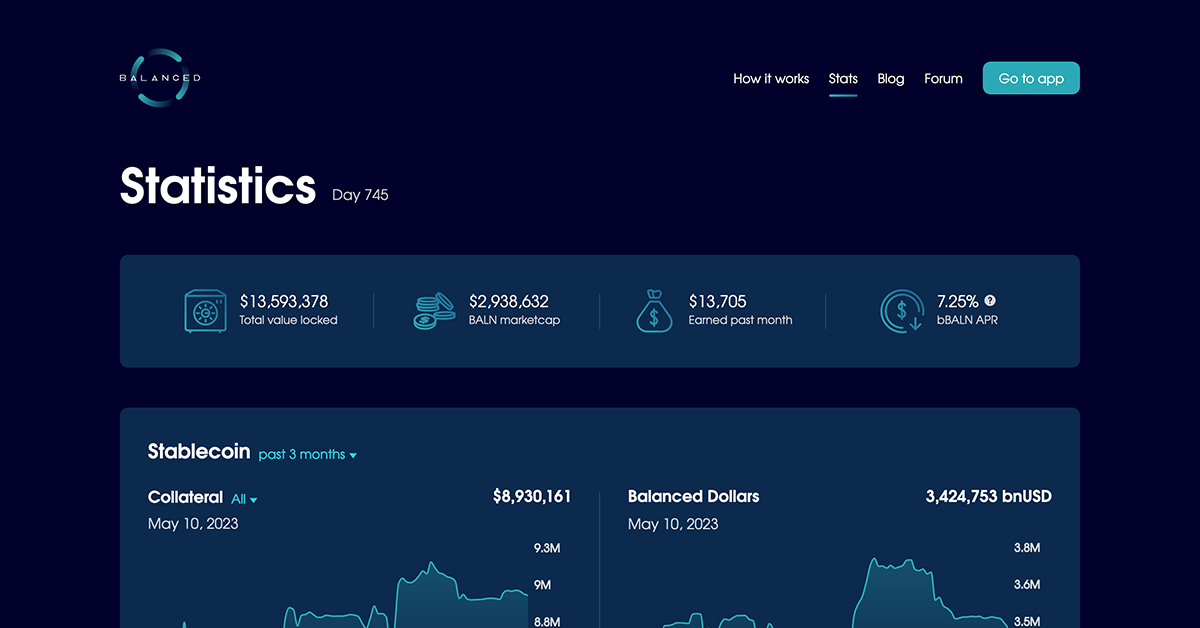 BALANCED
How it works Stats Blog Forum Go to app
Statistics Day 745
$13,593,378
Total value locked
$2,938,632
BALN marketcap
$13,705
Earned past month
7.25% ?
bBALN APR
Stablecoin past 3 months
Collateral All $8,930,161
May 10, 2023
9.3M
9M
8.8M
Balanced Dollars 3,424,753 bnUSD
May 10, 2023
3.8M
3.6M
3.5M